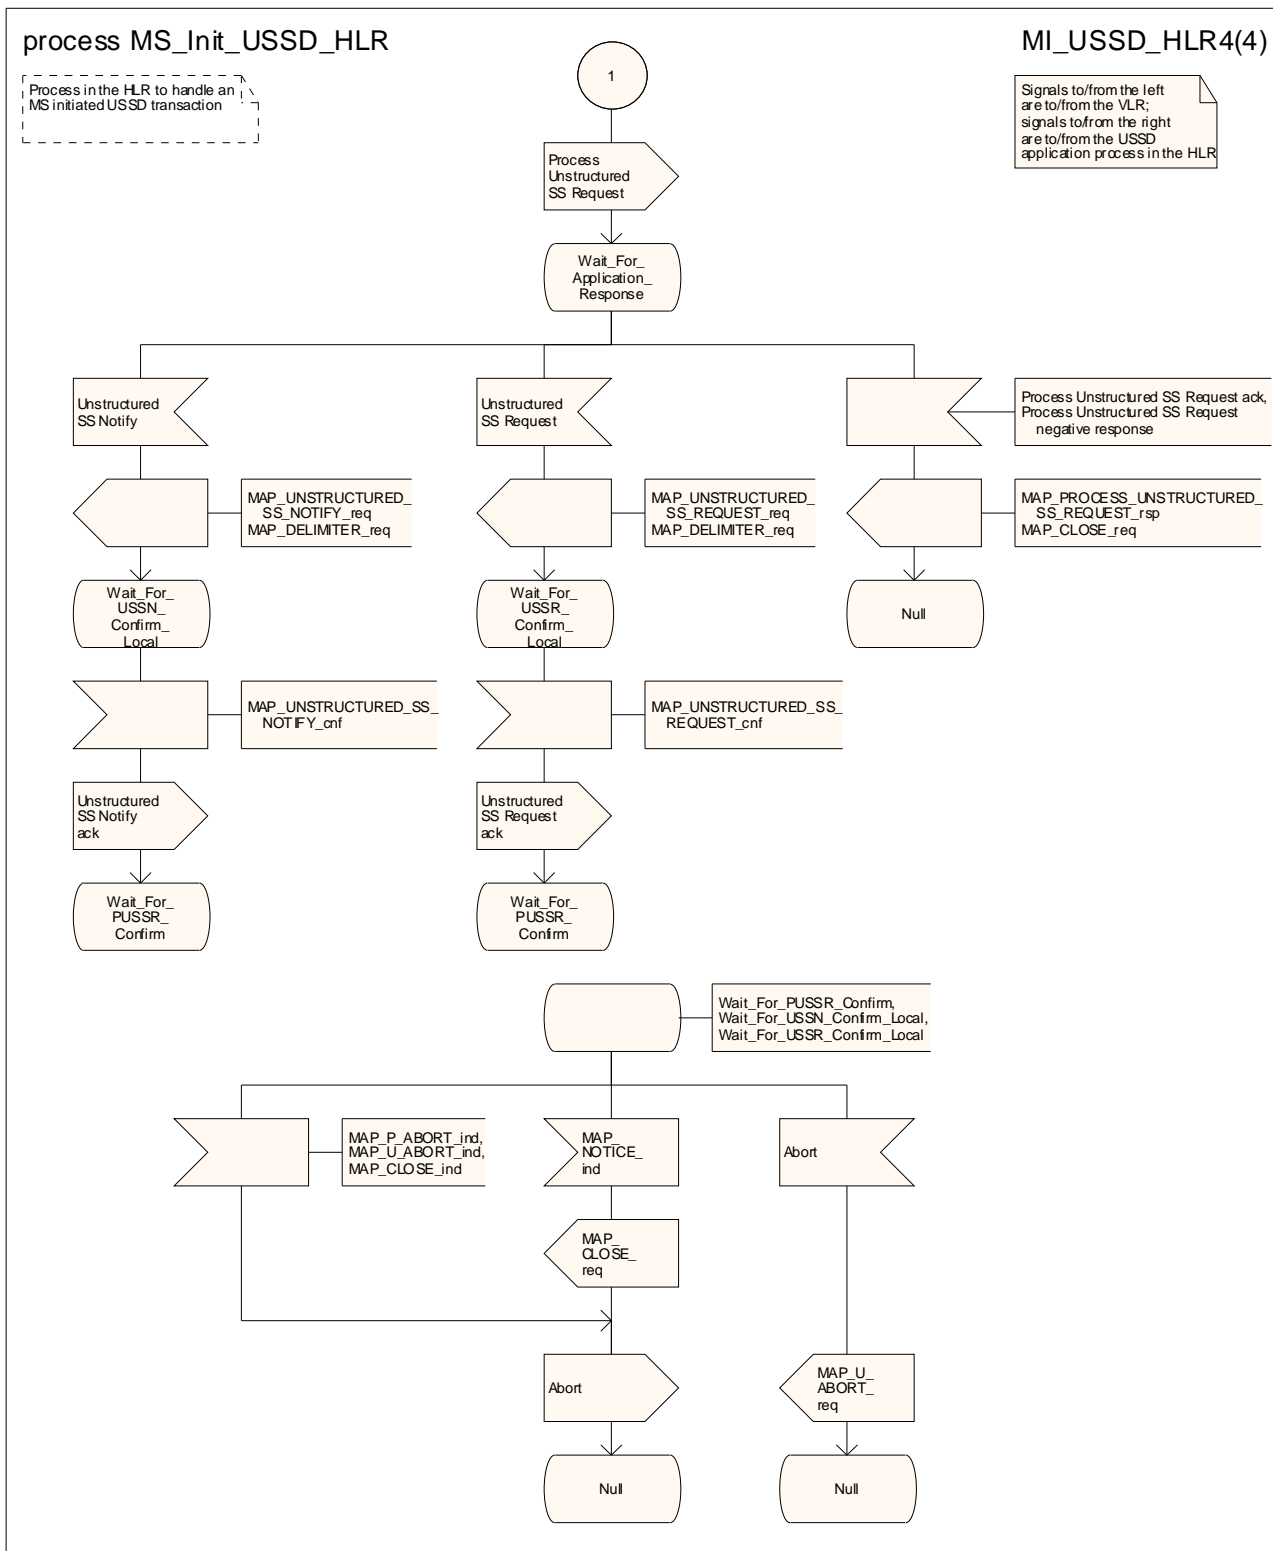 process MS_Init_USSD_HLR
MI_USSD_HLR4(4)
Process in the HLR to handle an
MS initiated USSD transaction
1
Signals to/from the left
are to/from the VLR;
signals to/from the right
are to/from the USSD
application process in the HLR
Process
Unstructured
SS Request
Wait_For_
Application_
Response
Unstructured
SS Notify
Unstructured
SS Request
Process Unstructured SS Request ack,
Process Unstructured SS Request
negative response
MAP_UNSTRUCTURED_
SS_NOTIFY_req
MAP_DELIMITER_req
MAP_UNSTRUCTURED_
SS_REQUEST_req
MAP_DELIMITER_req
MAP_PROCESS_UNSTRUCTURED_
SS_REQUEST_rsp
MAP_CLOSE_req
Wait_For_
USSN_
Confirm_
Local
Wait_For_
USSR_
Confirm_
Local
Null
MAP_UNSTRUCTURED_SS_
NOTIFY_cnf
MAP_UNSTRUCTURED_SS_
REQUEST_cnf
Unstructured
SS Notify
ack
Unstructured
SS Request
ack
Wait_For_
PUSSR_
Confirm
Wait_For_
PUSSR_
Confirm
Wait_For_PUSSR_Confirm,
Wait_For_USSN_Confirm_Local,
Wait_For_USSR_Confirm_Local
MAP_P_ABORT_ind,
MAP_U_ABORT_ind,
MAP_CLOSE_ind
MAP_
NOTICE_
ind
Abort
MAP_
CLOSE_
req
Abort
MAP_U_
ABORT_
req
Null
Null